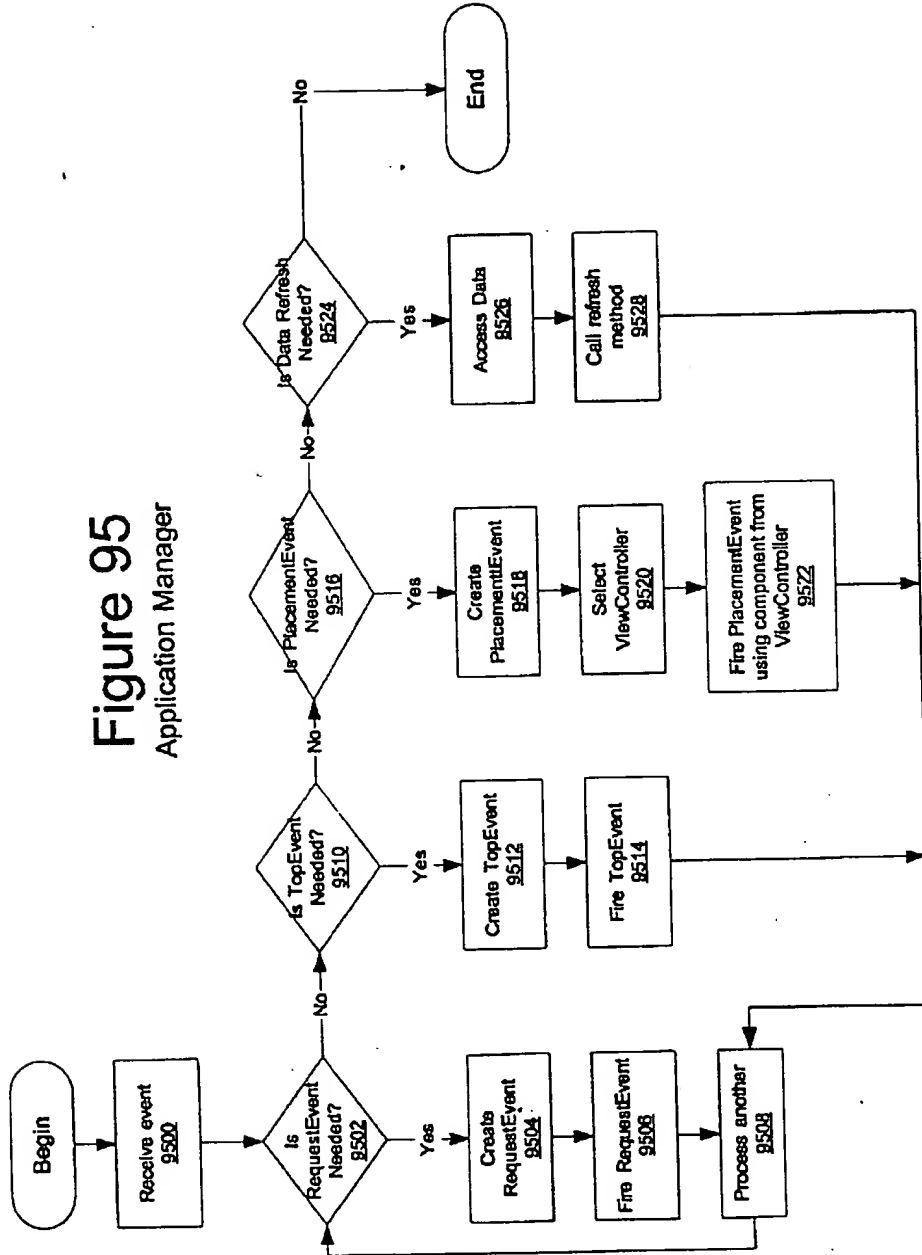 Figure 95
Application Manager
Begin
Receive event
9500
Is
RequestEvent
Needed?
9502
Yes
No
Create
RequestEvent
9504
Fire RequestEvent
9506
Process another
9508
Is TopEvent
Needed?
9510
Yes
No
Create TopEvent
9512
Fire TopEvent
9514
Is PlacementEvent
Needed?
9516
Yes
No
Create
PlacementEvent
9518
Select
ViewController
9520
Fire PlacementEvent
using component from
ViewController
9522
Is Data Refresh
Needed?
9524
Yes
No
Access Data
9526
Call refresh
method
9528
End